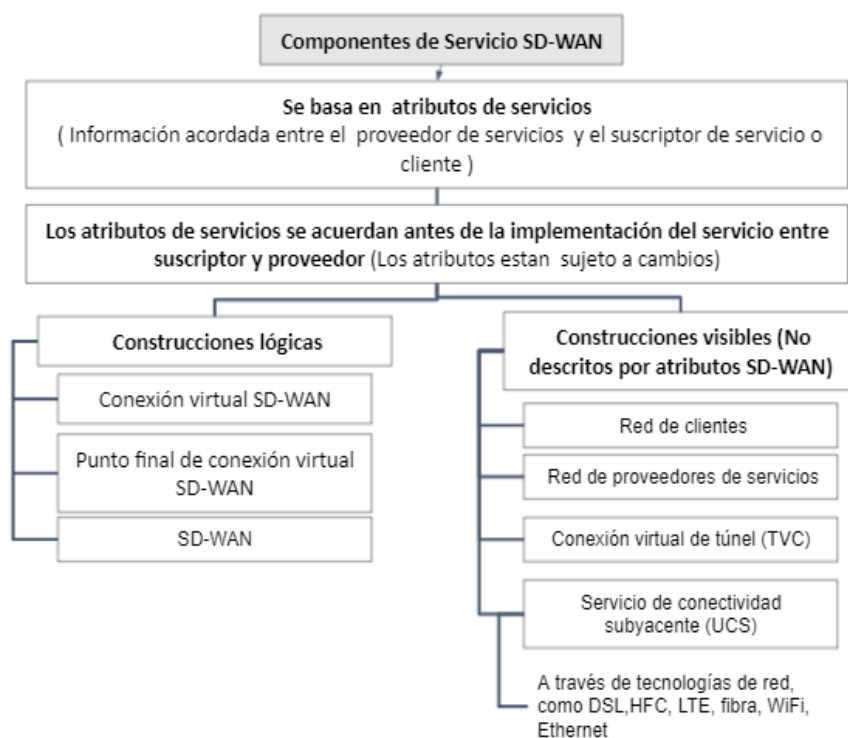 Componentes de Servicio SD-WAN
Se basa en atributos de servicios
( Información acordada entre el proveedor de servicios y el suscriptor de servicio o
cliente )
Los atributos de servicios se acuerdan antes de la implementación del servicio entre
suscriptor y proveedor (Los atributos estan sujeto a cambios)
Construcciones lógicas
Conexión virtual SD-WAN
Punto final de conexión virtual
SD-WAN
SD-WAN
Construcciones visibles (No
descritos por atributos SD-WAN)
Red de clientes
Red de proveedores de servicios
Conexión virtual de túnel (TVC)
Servicio de conectividad
subyacente (UCS)
A través de tecnologías de red,
como DSL,HFC, LTE, fibra, WiFi,
Ethernet